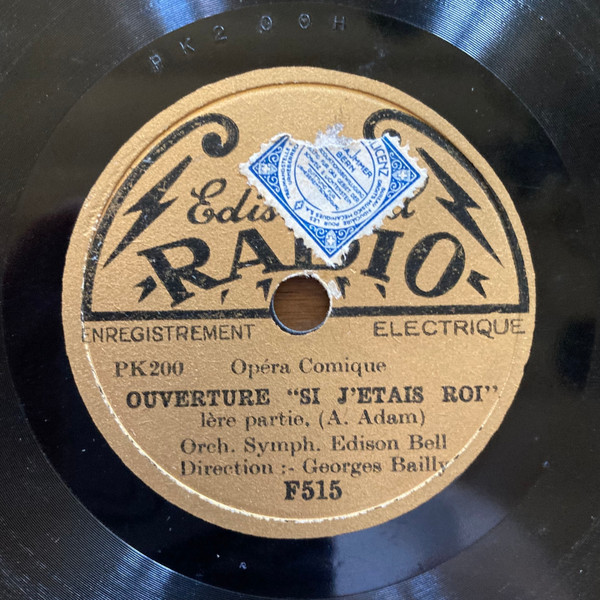 PK200H
RADIO
ENREGISTREMENT ELECTRIQUE
PK200 Opéra Comique
OUVERTURE "SI J'ETAIS ROI"
1ère partie. (A. Adam)
Orch. Symph. Edison Bell
Direction :- Georges Bailly
F515